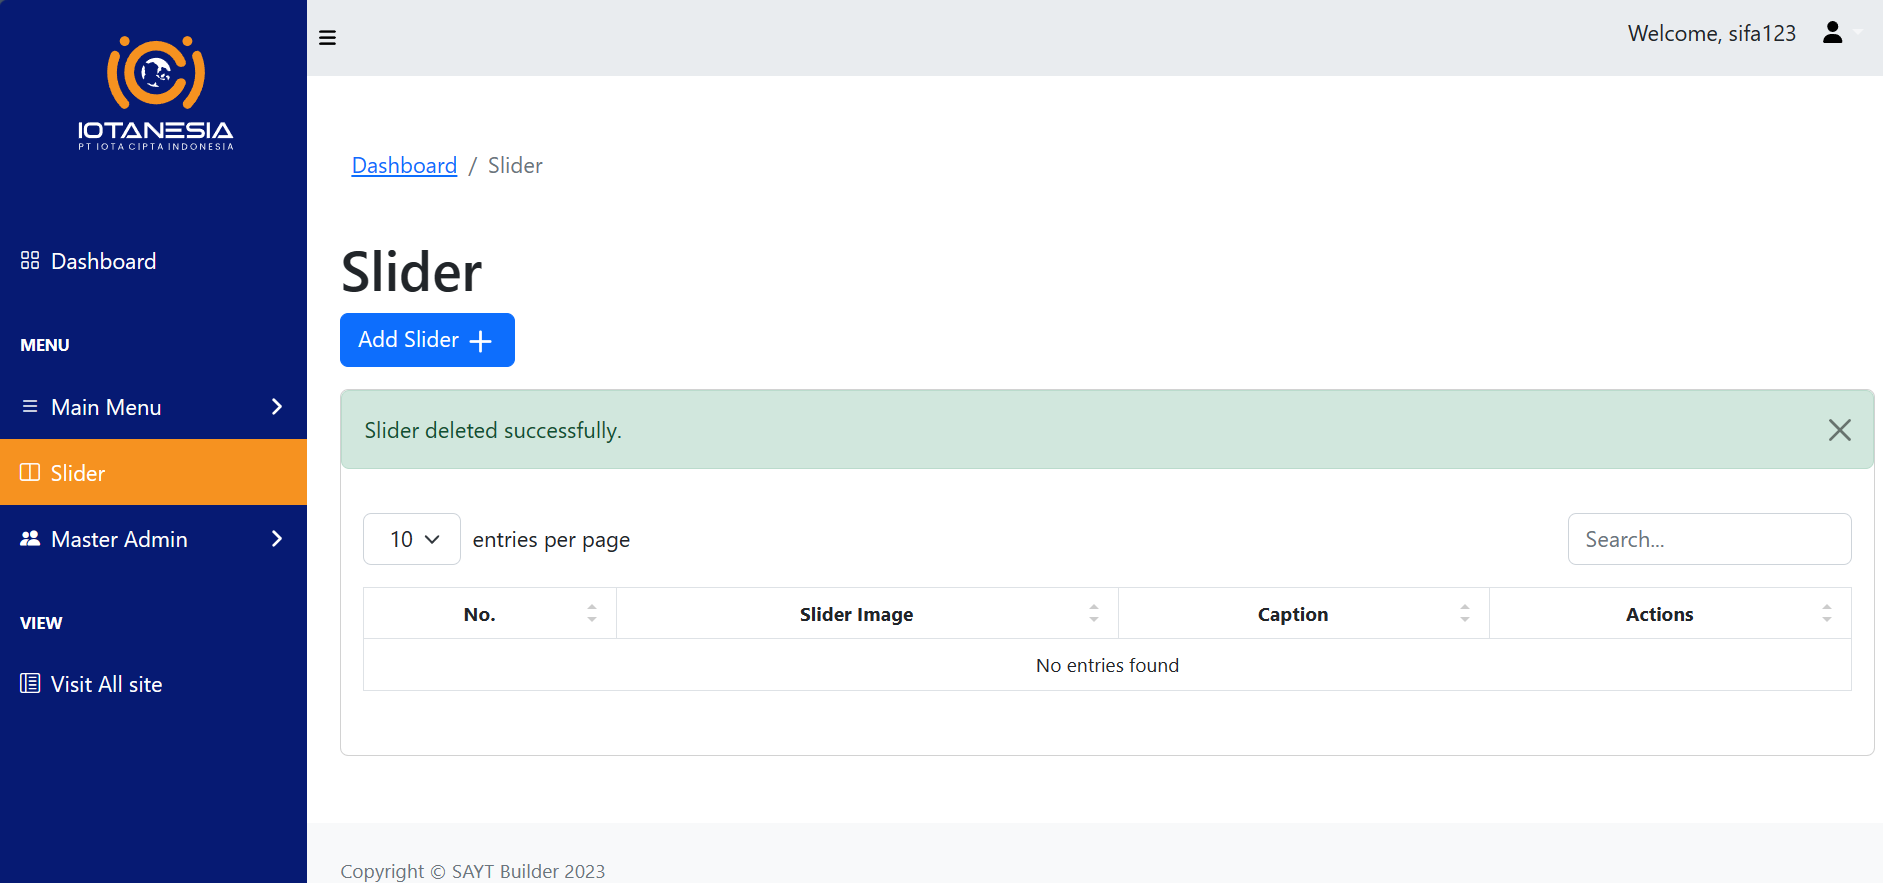 IOTANESIA
PT IOTA CIPTA INDONESIA
Welcome, sifa123
Dashboard / Slider
Dashboard
MENU
Main Menu
Slider
Master Admin
VIEW
Visit All site
Slider
Add Slider
Slider deleted successfully.
10 entries per page
Search...
No. Slider Image Caption Actions
No entries found
Copyright © SAYT Builder 2023